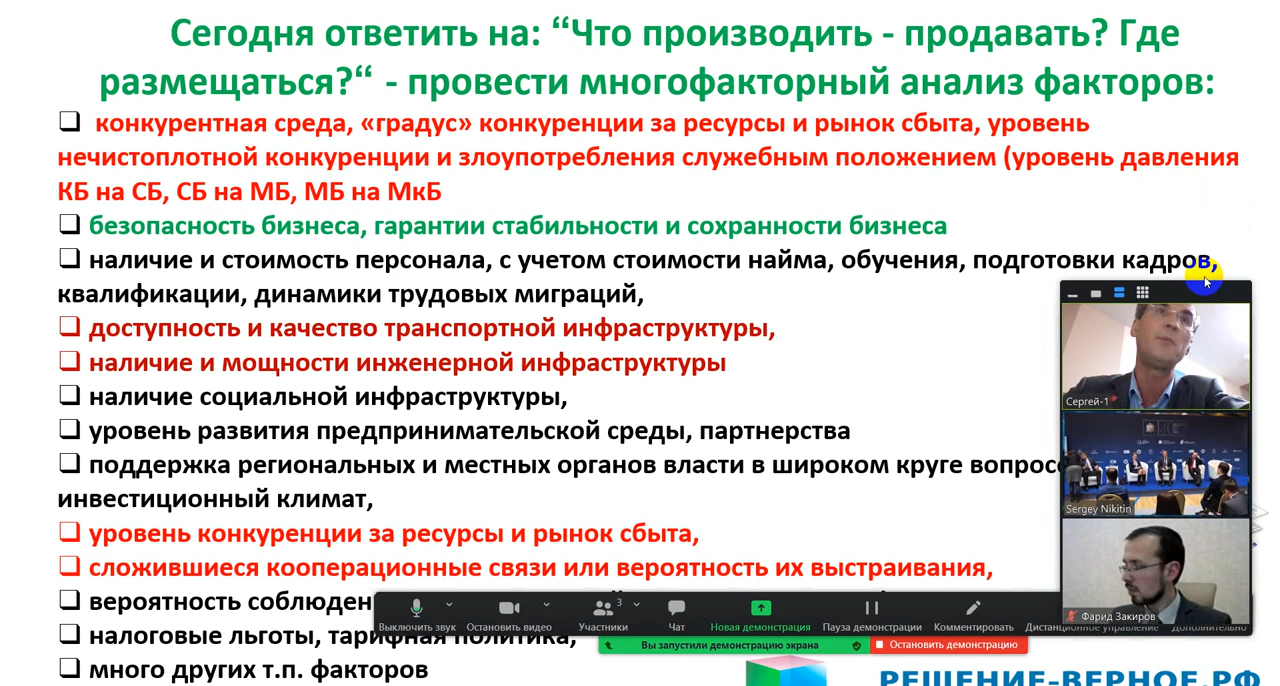 Сегодня ответить на: “Что производить - продавать? Где
размещаться?“ - провести многофакторный анализ факторов:
конкурентная среда, «градус» конкуренции за ресурсы и рынок сбыта, уровень
нечистоплотной конкуренции и злоупотребления служебным положением (уровень давления
КБ на СБ, СБ на МБ, МБ на МкБ
безопасность бизнеса, гарантии стабильности и сохранности бизнеса
наличие и стоимость персонала, с учетом стоимости найма, обучения, подготовки кадров,
квалификации, динамики трудовых миграций,
доступность и качество транспортной инфраструктуры,
наличие и мощности инженерной инфраструктуры
наличие социальной инфраструктуры,
уровень развития предпринимательской среды, партнерства
поддержка региональных и местных органов власти в широком круге
инвестиционный климат,
уровень конкуренции за ресурсы и рынок сбыта,
сложившиеся кооперационные связи или вероятность их выстраивания,
вероятность
налоговые льготы, тарифная политика,
много других т.п. факторов
Сергей-1
Sergey Nikitin
Фарид Закиров
3
Выключить звук Остановить видео Участники Чат Новая демонстрация Пауза демонстрации Комментировать Дистанционное управление Дополнительно
Вы запустили демонстрацию экрана Остановить демонстрацию
РЕШЕНИЕ-ВЕРНОЕ.РФ